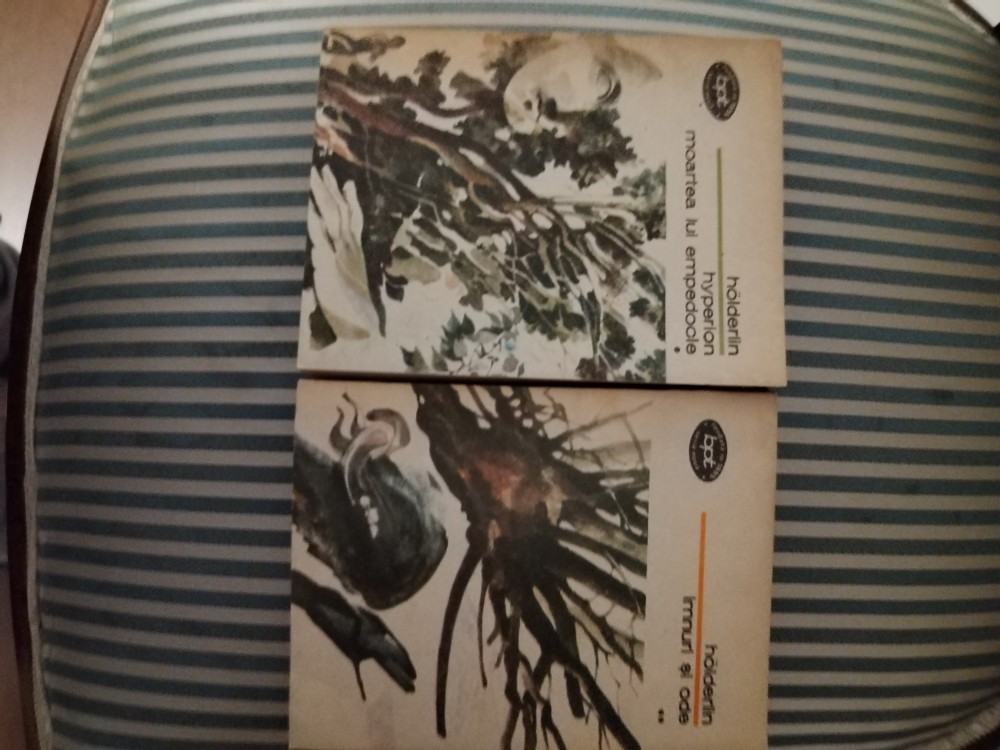 bpt
hölderlin
hyperion
moartea lui empedocle
*
bpt
hölderlin
imnuri și ode
**